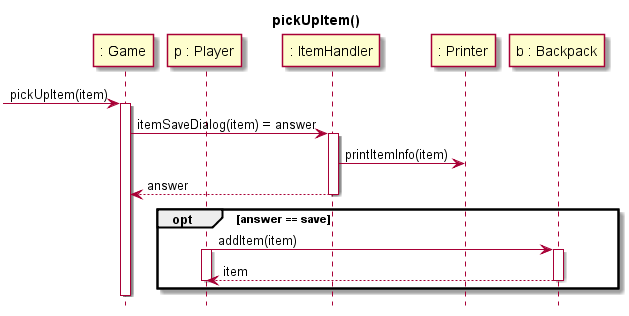 pickUpItem()
: Game
p : Player
: ItemHandler
: Printer
b : Backpack
pickUpItem(item)
itemSaveDialog(item) = answer
printItemInfo(item)
answer
opt [answer == save]
addItem(item)
item